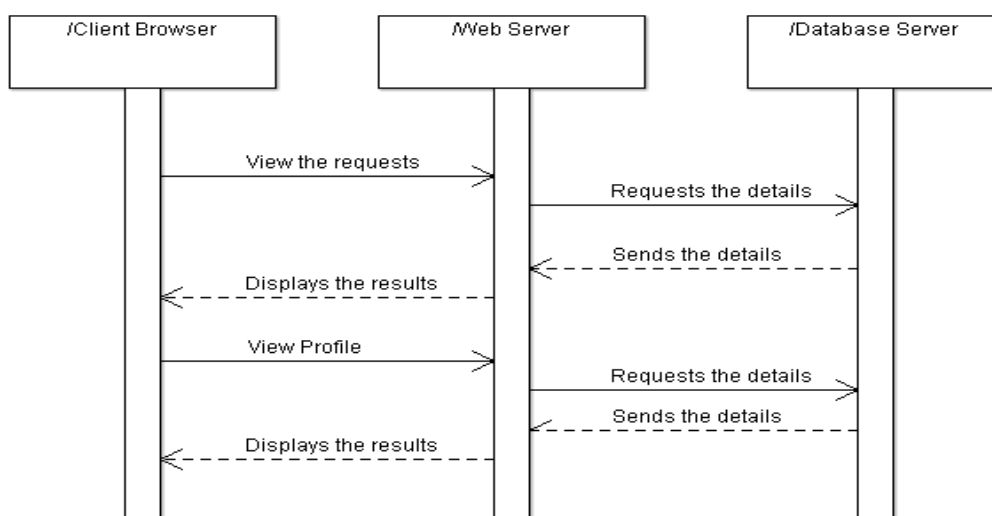 /Client Browser
/Web Server
/Database Server
View the requests
Requests the details
Sends the details
Displays the results
View Profile
Requests the details
Sends the details
Displays the results